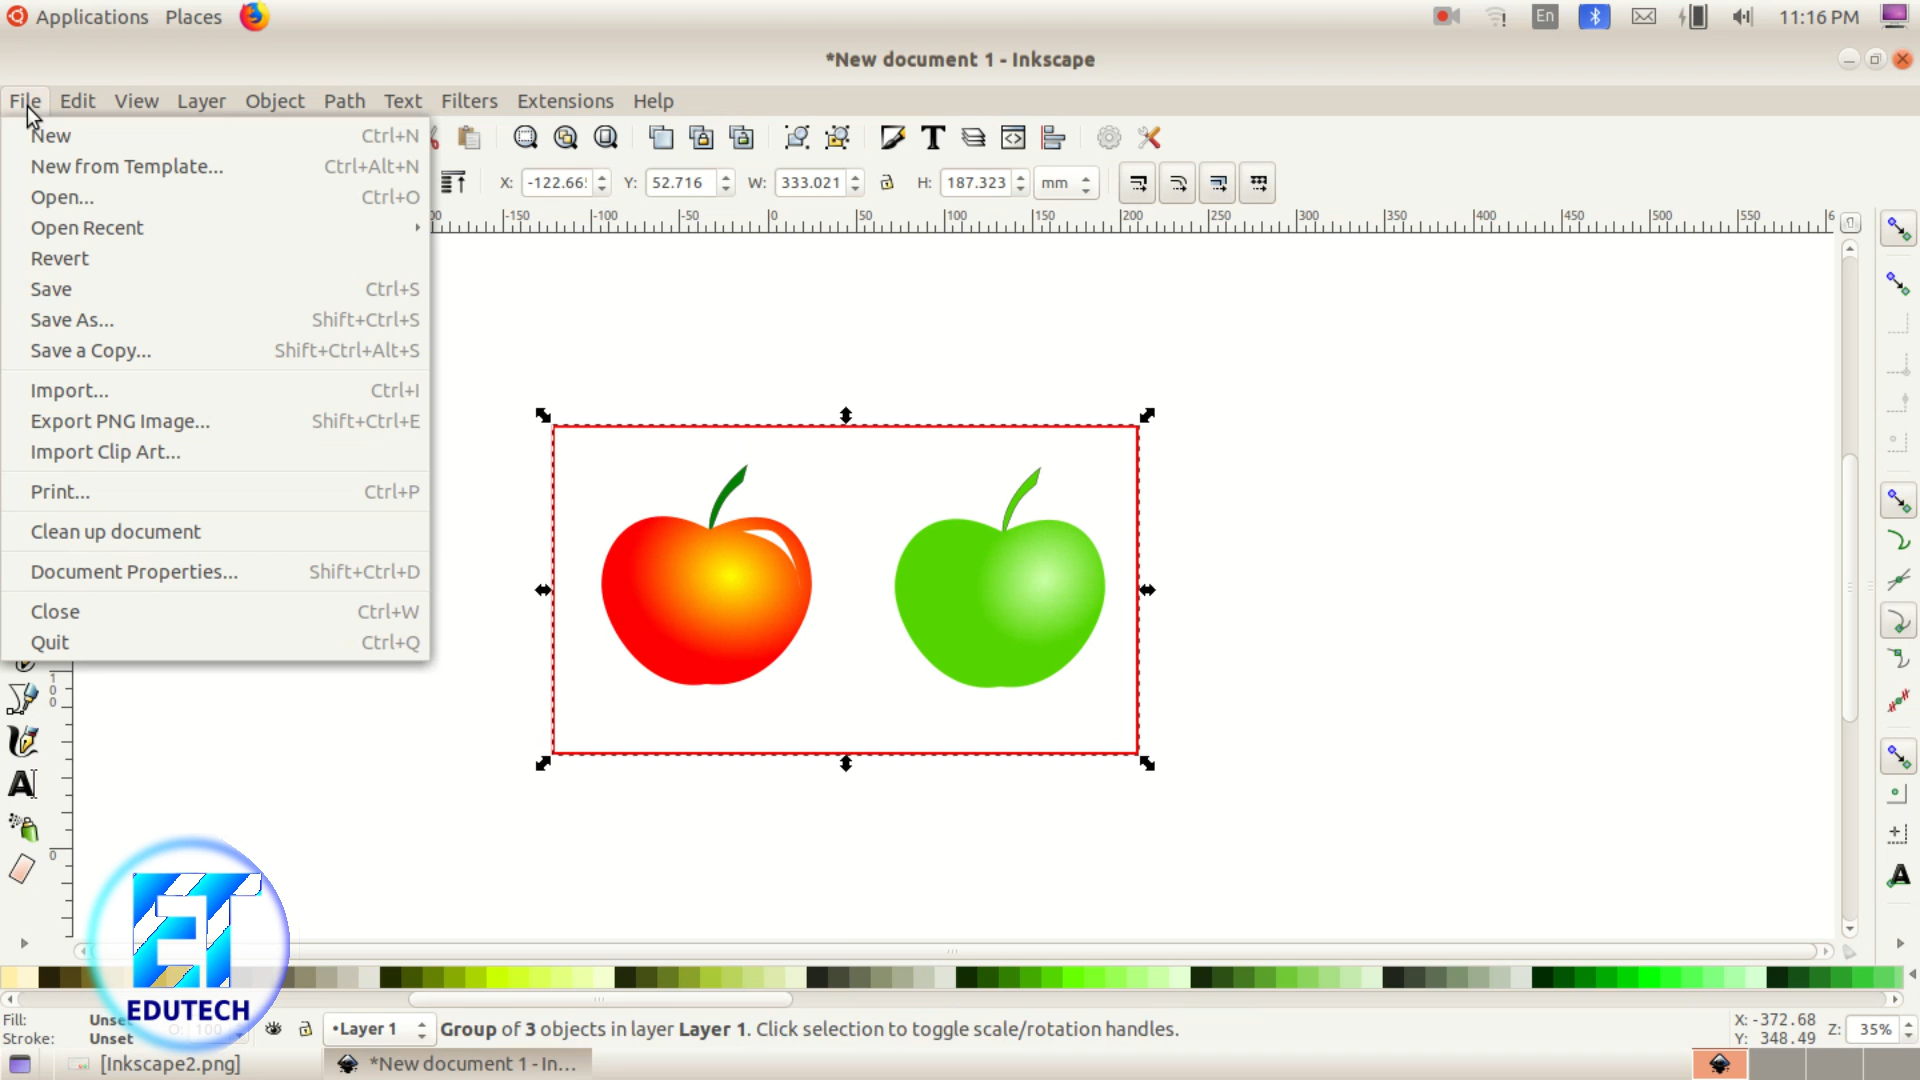 Applications Places En 11:16 PM
*New document 1 - Inkscape
File Edit View Layer Object Path Text Filters Extensions Help
New Ctrl+N
New from Template... Ctrl+Alt+N
Open... Ctrl+O
Open Recent
Revert
Save Ctrl+S
Save As... Shift+Ctrl+S
Save a Copy... Shift+Ctrl+Alt+S
Import... Ctrl+I
Export PNG Image... Shift+Ctrl+E
Import Clip Art...
Print... Ctrl+P
Clean up document
Document Properties... Shift+Ctrl+D
Close Ctrl+W
Quit Ctrl+Q
X: -122.66 Y: 52.716 W: 333.021 H: 187.323 mm
-150 -100 -50 0 50 100 150 200 250 300 350 400 450 500 550 6
100
0
ET
EDUTECH
Fill: Unset
Stroke: Unset
O: 100
•Layer 1 Group of 3 objects in layer Layer 1. Click selection to toggle scale/rotation handles.
X: -372.68
Y: 348.49
Z: 35%
[Inkscape2.png] *New document 1 - In...